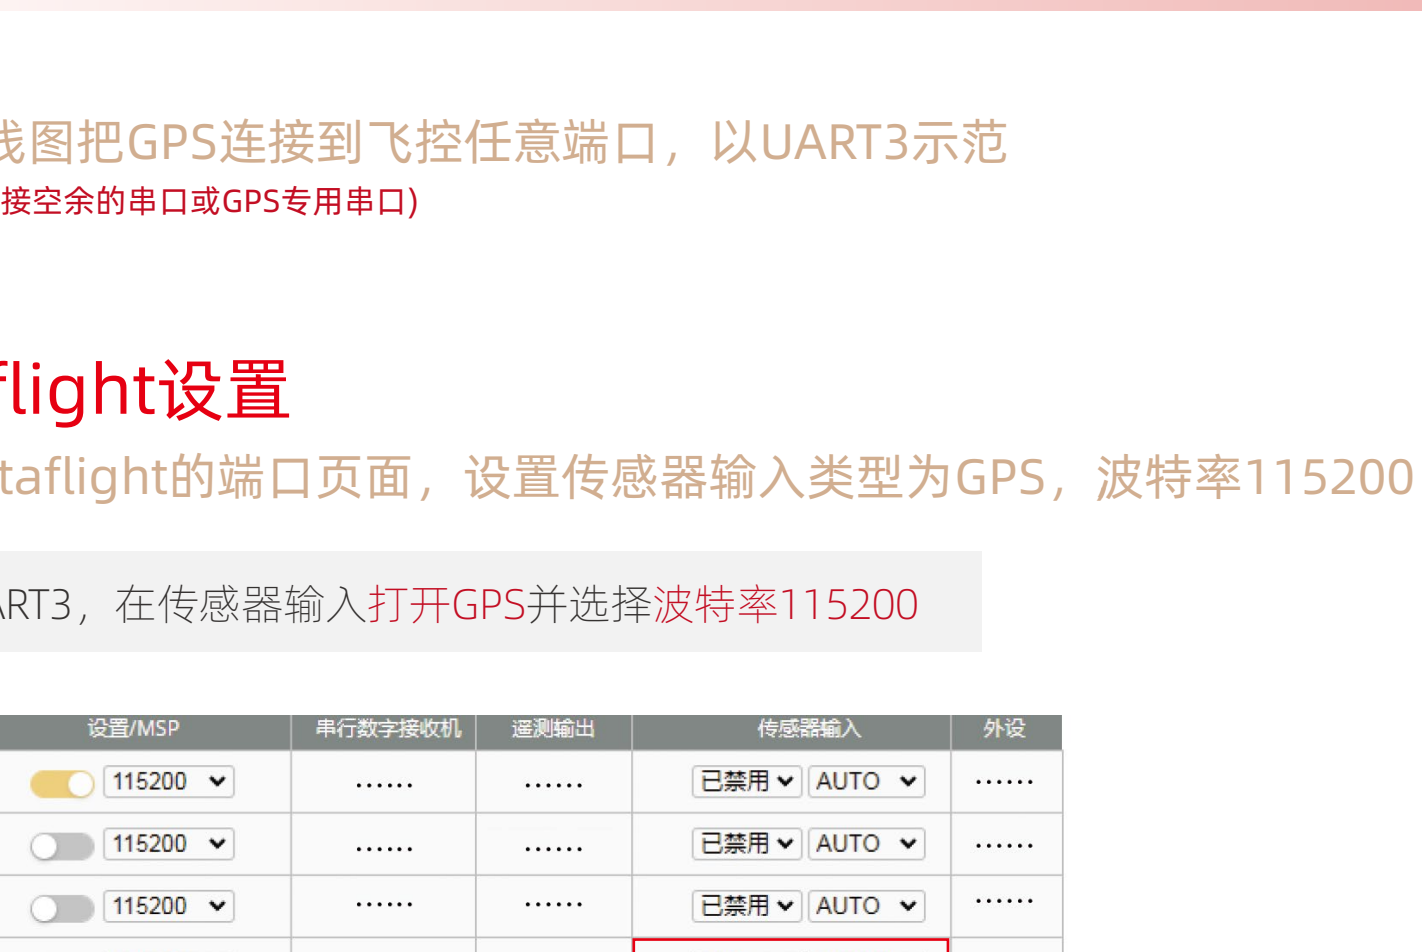 线图把GPS连接到飞控任意端口，以UART3示范
接空余的串口或GPS专用串口)
flight设置
taflight的端口页面，设置传感器输入类型为GPS，波特率115200
ART3，在传感器输入打开GPS并选择波特率115200
设置/MSP 串行数字接收机 遥测输出 传感器输入 外设
115200 ...... ...... 已禁用 AUTO ......
115200 ...... ...... 已禁用 AUTO ......
115200 ...... ...... 已禁用 AUTO ......